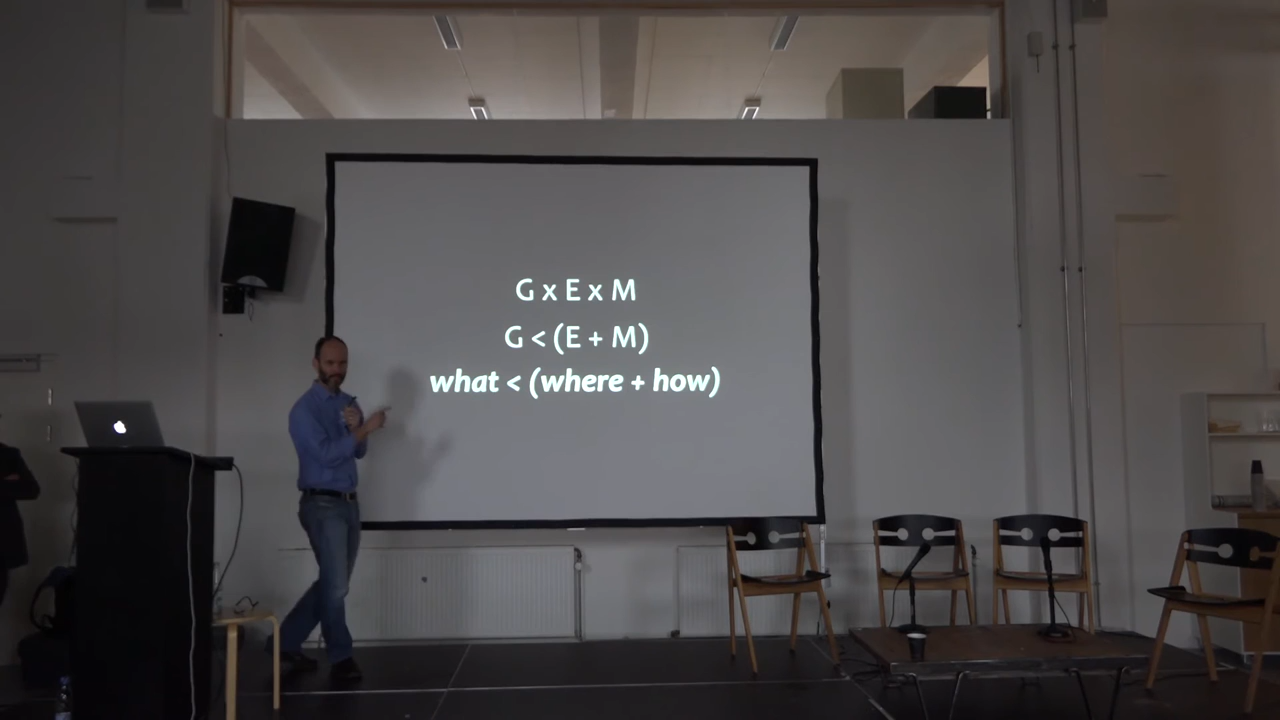 G x E x M
G < (E + M)
what < (where + how)